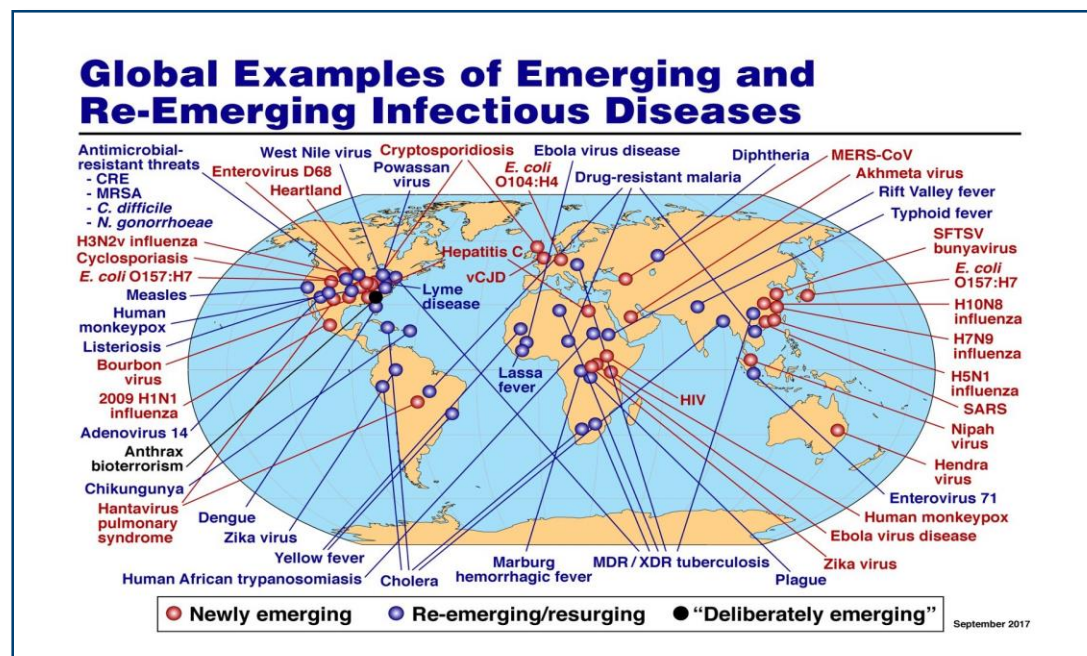 Global Examples of Emerging and
Re-Emerging Infectious Diseases
Antimicrobial-
resistant threats
- CRE
- MRSA
- C. difficile
- N. gonorrhoeae
H3N2v influenza
Cyclosporiasis
E. coli O157:H7
Measles
Human
monkeypox
Listeriosis
Bourbon
virus
2009 H1N1
influenza
Adenovirus 14
Anthrax
bioterrorism
Chikungunya
Hantavirus
pulmonary
syndrome
West Nile virus
Enterovirus D68
Heartland
Cryptosporidiosis
Powassan
virus
E. coli
O104:H4
Ebola virus disease
Drug-resistant malaria
Diphtheria
MERS-CoV
Akhmeta virus
Rift Valley fever
Typhoid fever
SFTSV
bunyavirus
E. coli
O157:H7
H10N8
influenza
H7N9
influenza
H5N1
influenza
SARS
Nipah
virus
Hendra
virus
Enterovirus 71
Human monkeypox
Ebola virus disease
Zika virus
Plague
Hepatitis C
vCJD
Lyme
disease
Lassa
fever
HIV
Dengue
Zika virus
Yellow fever
Human African trypanosomiasis
Cholera
Marburg
hemorrhagic fever
MDR/XDR tuberculosis
Newly emerging
Re-emerging/resurging
“Deliberately emerging”
September 2017